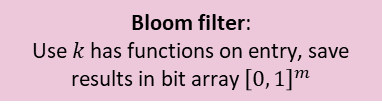 Bloom filter:
Use k has functions on entry, save
results in bit array [0, 1]^m